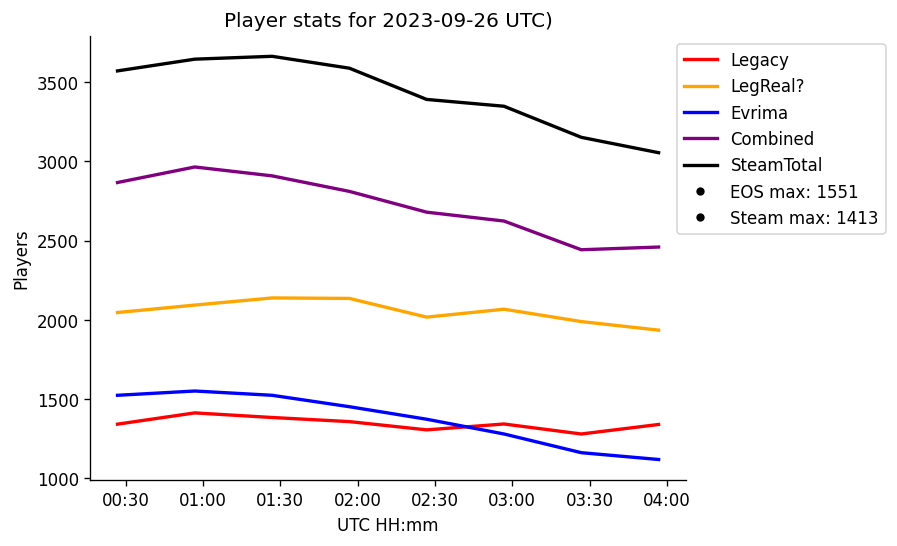 Player stats for 2023-09-26 UTC)
Legacy
LegReal?
Evrima
Combined
SteamTotal
EOS max: 1551
Steam max: 1413
Players
3500
3000
2500
2000
1500
1000
00:30 01:00 01:30 02:00 02:30 03:00 03:30 04:00
UTC HH:mm